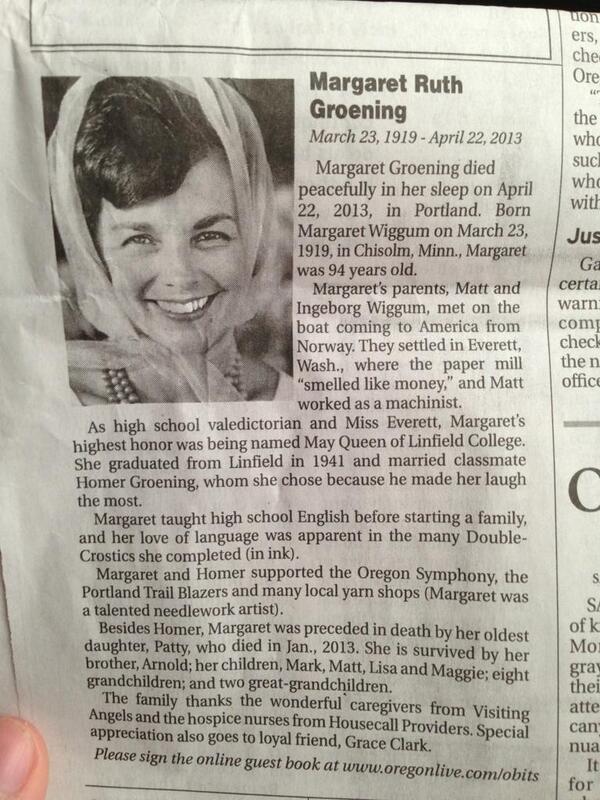 Margaret Ruth
Groening
March 23, 1919 - April 22, 2013
Margaret Groening died
peacefully in her sleep on April
22, 2013, in Portland. Born
Margaret Wiggum on March 23,
1919, in Chisolm, Minn., Margaret
was 94 years old.
Margaret's parents, Matt and
Ingeborg Wiggum, met on the
boat coming to America from
Norway. They settled in Everett,
Wash., where the paper mill
"smelled like money," and Matt
worked as a machinist.
As high school valedictorian and Miss Everett, Margaret's
highest honor was being named May Queen of Linfield College.
She graduated from Linfield in 1941 and married classmate
Homer Groening, whom she chose because he made her laugh
the most.
Margaret taught high school English before starting a family,
and her love of language was apparent in the many Double-
Crostics she completed (in ink).
Margaret and Homer supported the Oregon Symphony, the
Portland Trail Blazers and many local yarn shops (Margaret was
a talented needlework artist).
Besides Homer, Margaret was preceded in death by her oldest
daughter, Patty, who died in Jan., 2013. She is survived by her
brother, Arnold; her children, Mark, Matt, Lisa and Maggie; eight
grandchildren; and two great-grandchildren.
The family thanks the wonderful caregivers from Visiting
Angels and the hospice nurses from Housecall Providers. Special
appreciation also goes to loyal friend, Grace Clark.
Please sign the online guest book at www.oregonlive.com/obits
ers,
che
Ore
the
who
such
who
with
Jus
Ga
certa
warn
comp
check
the n
office
C
S
SA
of k
Mo
gray
thei
atte
can
nua
It
for